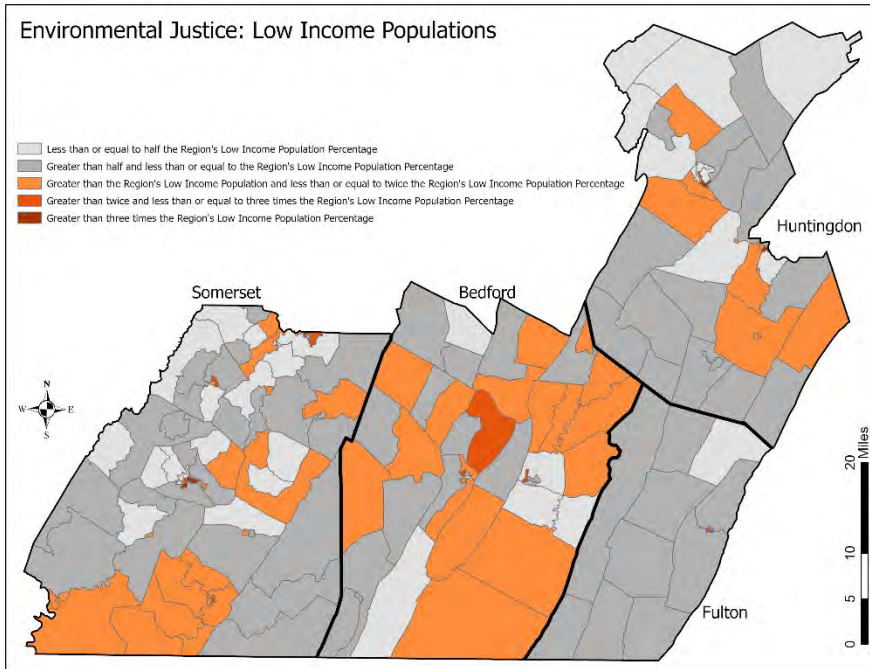 Environmental Justice: Low Income Populations
Less than or equal to half the Region's Low Income Population Percentage
Greater than half and less than or equal to the Region's Low Income Population Percentage
Greater than the Region's Low Income Population and less than or equal to twice the Region's Low Income Population Percentage
Greater than twice and less than or equal to three times the Region's Low Income Population Percentage
Greater than three times the Region's Low Income Population Percentage
Huntingdon
Somerset
Bedford
N
W E
S
Fulton
20
Miles
10
5
0